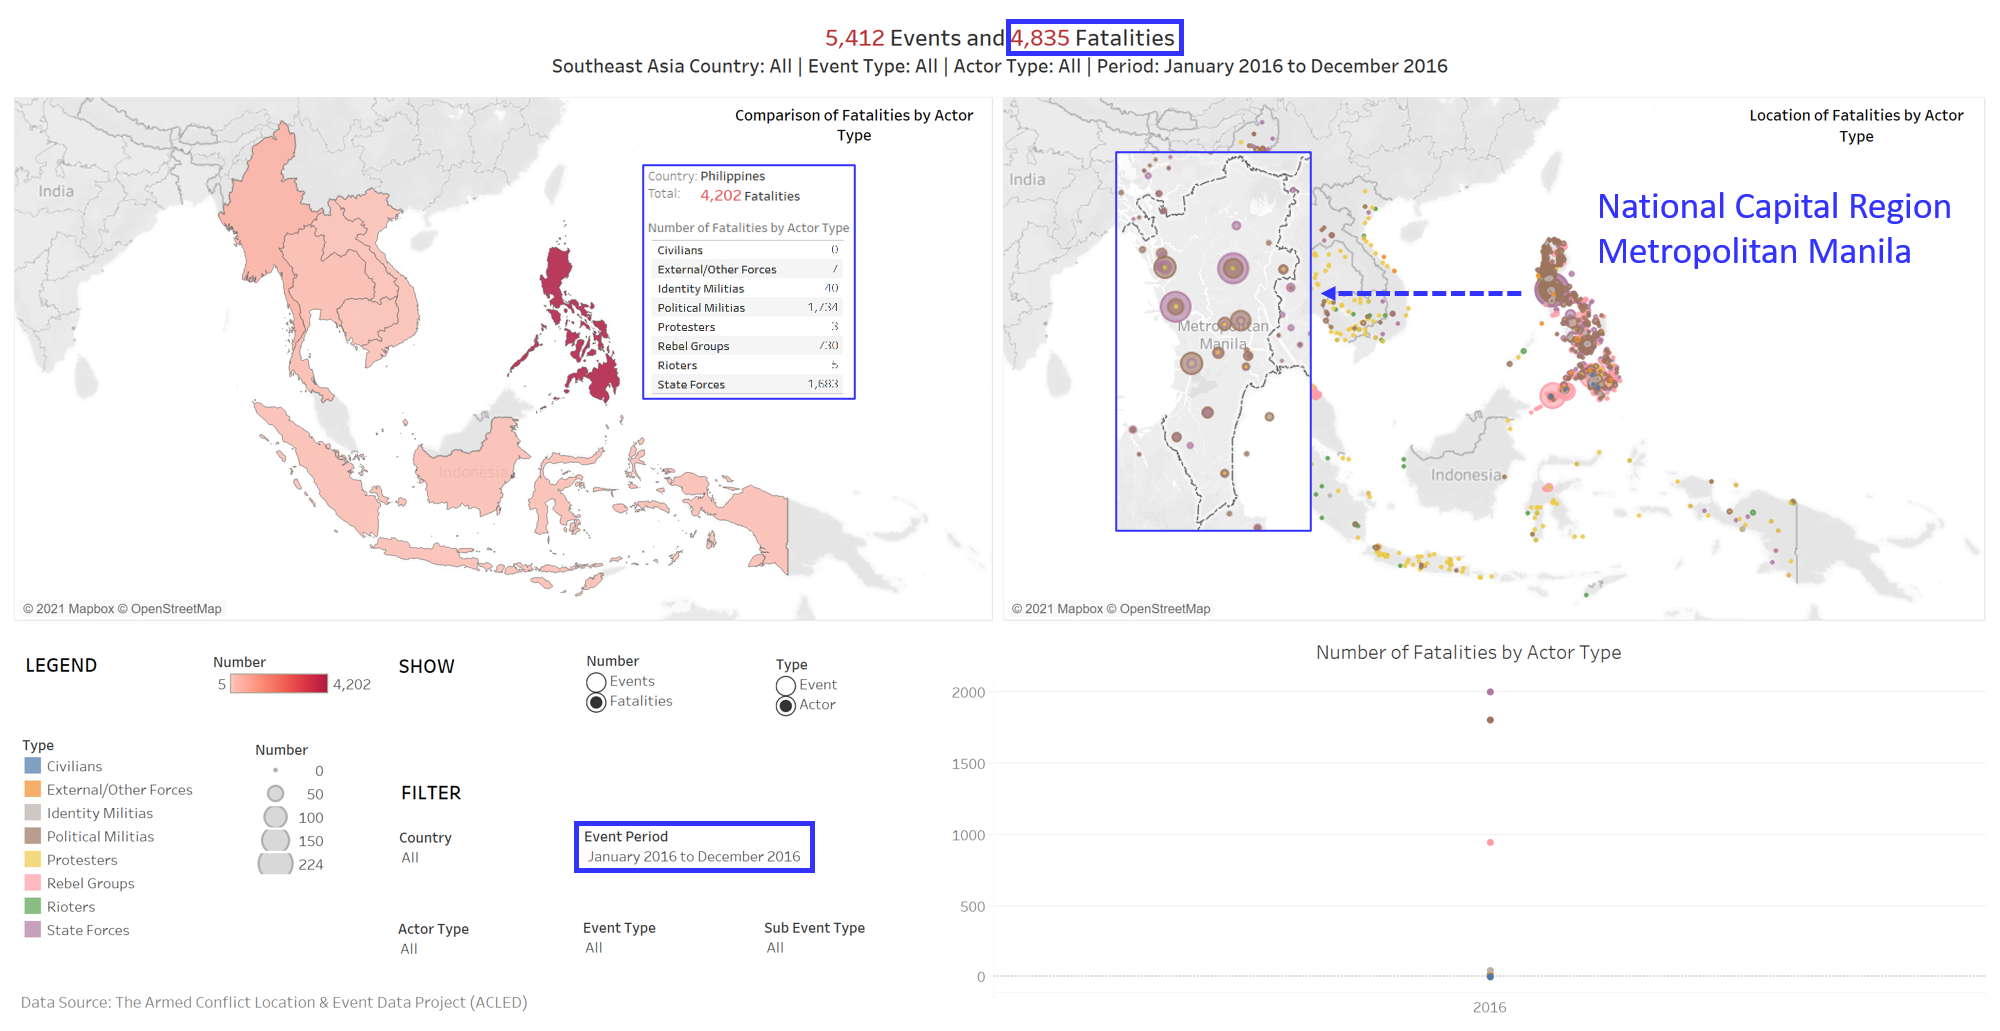 5,412 Events and 4,835 Fatalities
Southeast Asia Country: All | Event Type: All | Actor Type: All | Period: January 2016 to December 2016
Comparison of Fatalities by Actor
Type
India
Country: Philippines
Total: 4,202 Fatalities
Number of Fatalities by Actor Type
Civilians 0
External/Other Forces 7
Identity Militias 40
Political Militias 1,734
Protesters 3
Rebel Groups 730
Rioters 5
State Forces 1,683
Indonesia
© 2021 Mapbox © OpenStreetMap
Location of Fatalities by Actor
Type
India
National Capital Region
Metropolitan Manila
Metropolitan
Manila
Indonesia
© 2021 Mapbox © OpenStreetMap
LEGEND
Number
5 4,202
Type
Civilians
External/Other Forces
Identity Militias
Political Militias
Protesters
Rebel Groups
Rioters
State Forces
Number
0
50
100
150
224
SHOW
Number
Events
Fatalities
Type
Event
Actor
FILTER
Country
All
Event Period
January 2016 to December 2016
Actor Type
All
Event Type
All
Sub Event Type
All
Number of Fatalities by Actor Type
2000
1500
1000
500
0
2016
Data Source: The Armed Conflict Location & Event Data Project (ACLED)